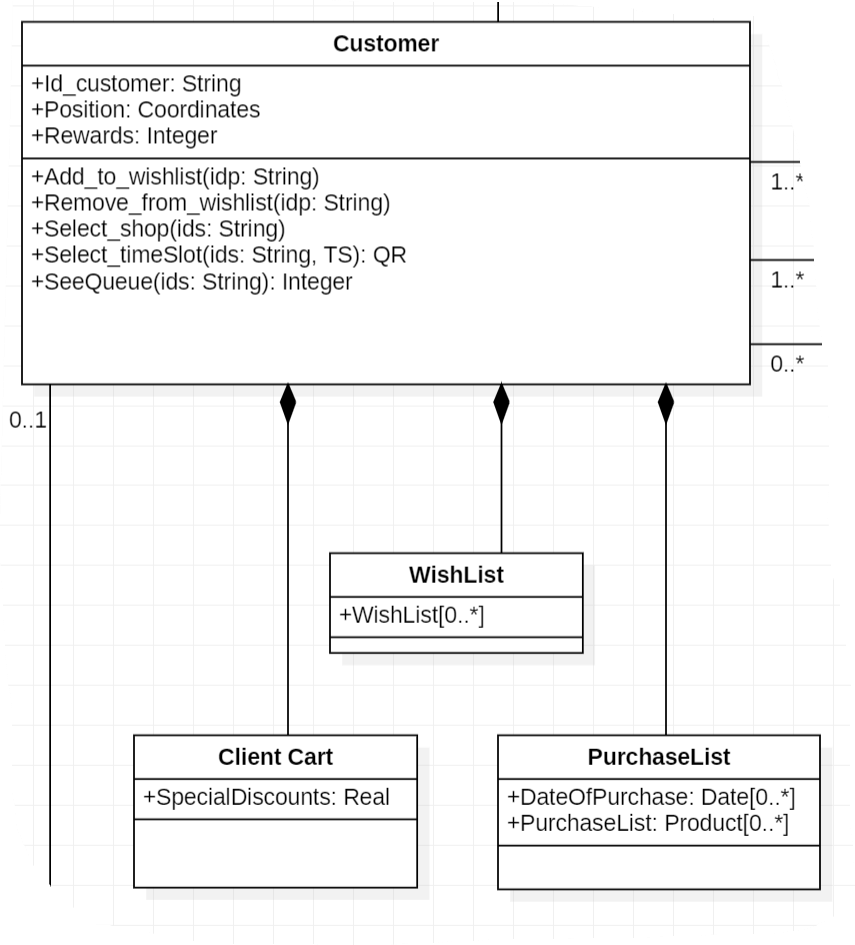 Customer
+Id_customer: String
+Position: Coordinates
+Rewards: Integer
+Add_to_wishlist(idp: String)
+Remove_from_wishlist(idp: String)
+Select_shop(ids: String)
+Select_timeSlot(ids: String, TS): QR
+SeeQueue(ids: String): Integer
1..*
1..*
0..*
0..1
WishList
+WishList[0..*]
Client Cart
+SpecialDiscounts: Real
PurchaseList
+DateOfPurchase: Date[0..*]
+PurchaseList: Product[0..*]